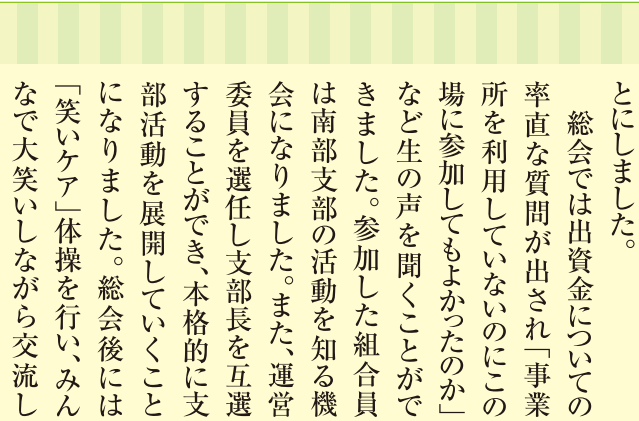 とにしました。
総会では出資金についての
率直な質問が出され「事業
所を利用していないのにこの
場に参加してもよかったのか」
など生の声を聞くことがで
きました。参加した組合員
は南部支部の活動を知る機
会になりました。また、運営
委員を選任し支部長を互選
することができ、本格的に支
部活動を展開していくこと
になりました。総会後には
「笑いケア」体操を行い、みん
なで大笑いしながら交流し